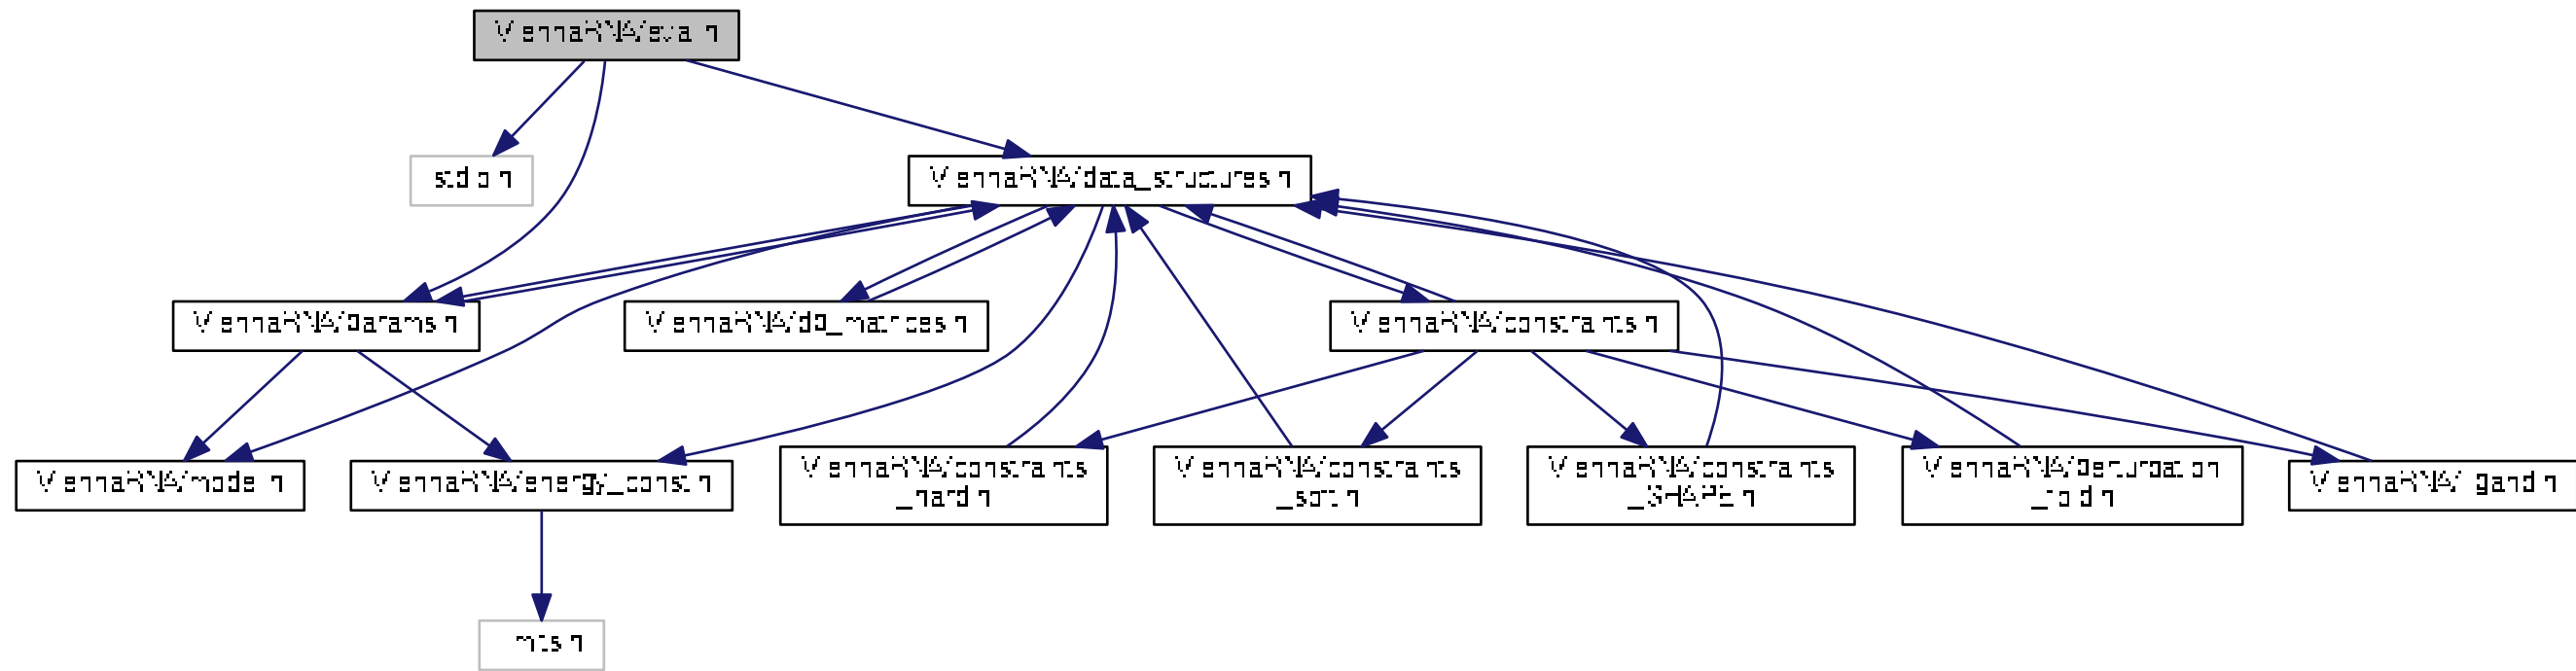 ViennaRNA/eval.h
stdio.h
ViennaRNA/data_structures.h
ViennaRNA/params.h
ViennaRNA/dp_matrices.h
ViennaRNA/constraints.h
ViennaRNA/model.h
ViennaRNA/energy_const.h
ViennaRNA/constraints
_hard.h
ViennaRNA/constraints
_soft.h
ViennaRNA/constraints
_SHAPE.h
ViennaRNA/perturbation
_fold.h
ViennaRNA/ligand.h
limits.h